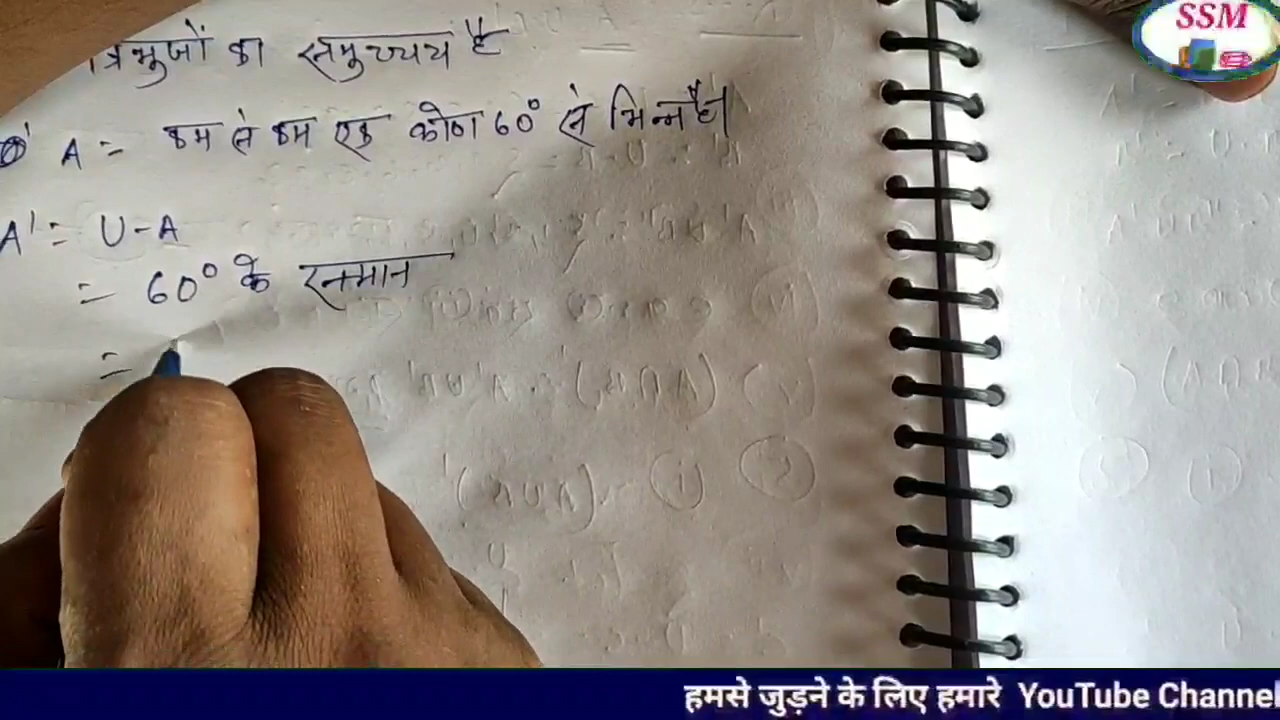 त्रिभुजों का समुच्चय है
A = कम से कम एक कोण 60° से भिन्न है।
A' = U - A
= 60° के समान
=
SSM
हमसे जुड़ने के लिए हमारे YouTube Channel